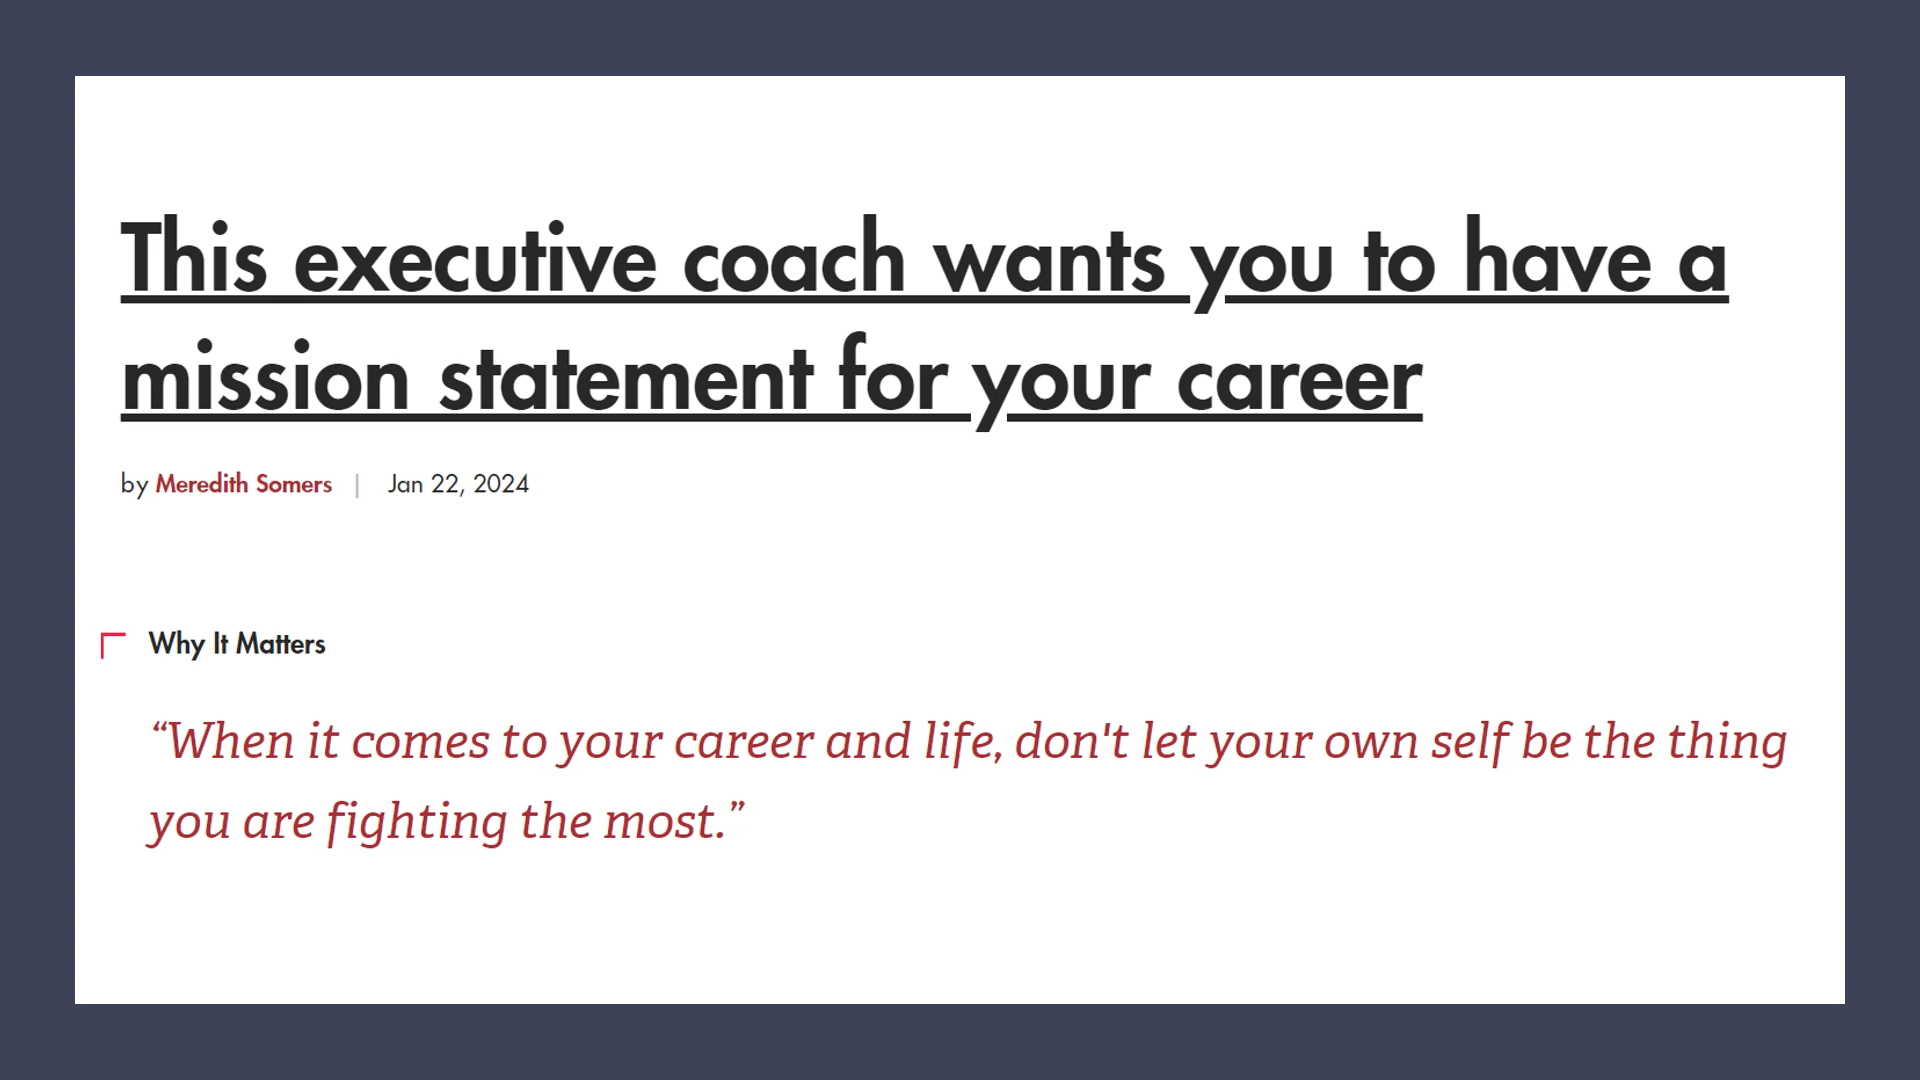 This executive coach wants you to have a
mission statement for your career
by Meredith Somers | Jan 22, 2024
Why It Matters
“When it comes to your career and life, don't let your own self be the thing
you are fighting the most.”